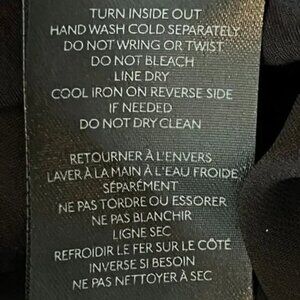 TURN INSIDE OUT
HAND WASH COLD SEPARATELY
DO NOT WRING OR TWIST
DO NOT BLEACH
LINE DRY
COOL IRON ON REVERSE SIDE
IF NEEDED
DO NOT DRY CLEAN
RETOURNER À L'ENVERS
LAVER À LA MAIN À L'EAU FROIDE
SÉPARÉMENT
NE PAS TORDRE OU ESSORER
NE PAS BLANCHIR
LIGNE SEC
REFROIDIR LE FER SUR LE CÔTÉ
INVERSE SI BESOIN
NE PAS NETTOYER À SEC